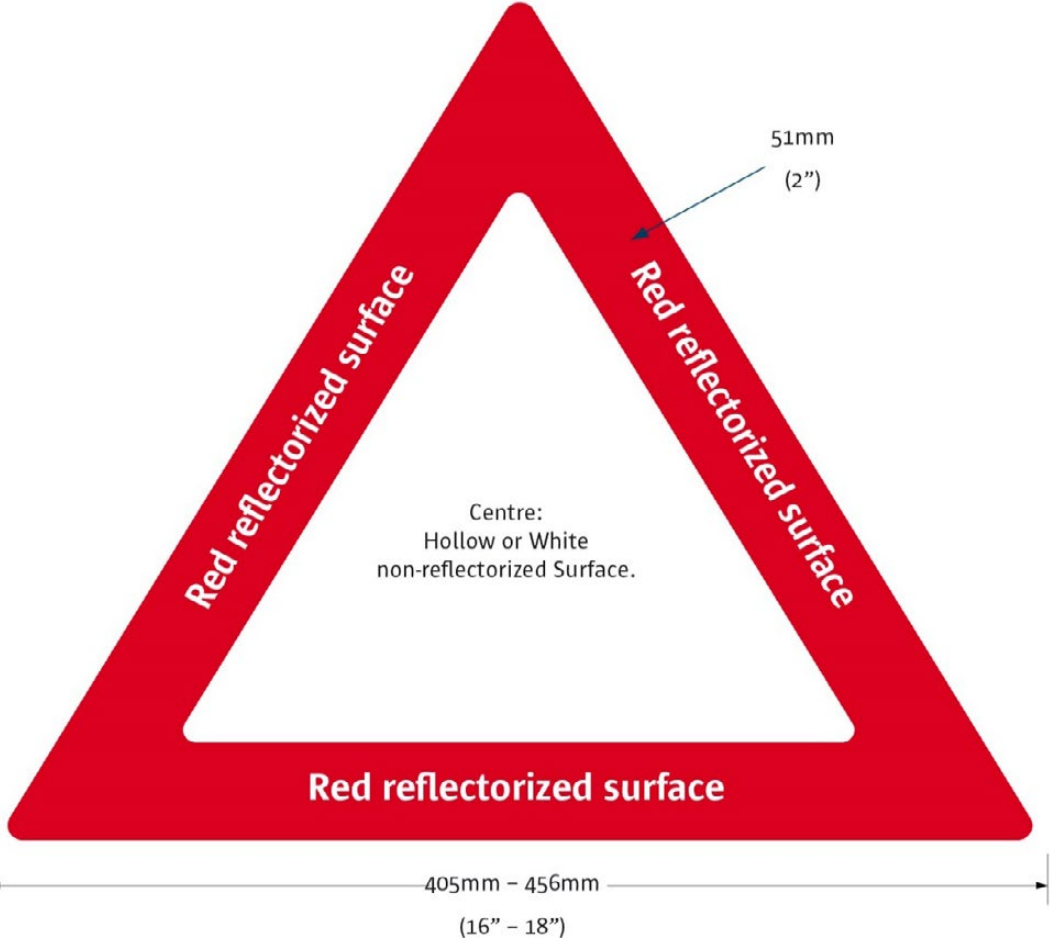 51mm
(2”)
Red reflectorized surface
Red reflectorized surface
Centre:
Hollow or White
non-reflectorized Surface.
Red reflectorized surface
405mm – 456mm
(16” – 18”)